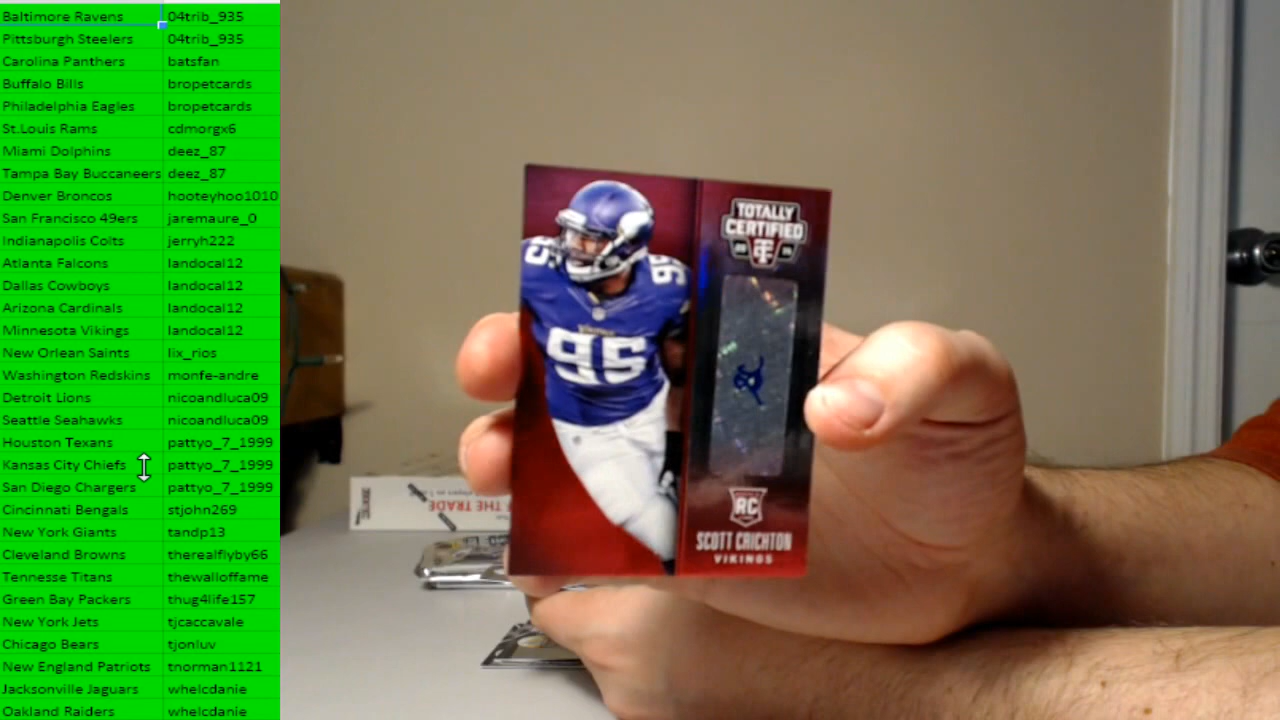 Baltimore Ravens 04trib_935
Pittsburgh Steelers 04trib_935
Carolina Panthers batsfan
Buffalo Bills bropetcards
Philadelphia Eagles bropetcards
St.Louis Rams cdmorgx6
Miami Dolphins deez_87
Tampa Bay Buccaneers deez_87
Denver Broncos hooteyhoo1010
San Francisco 49ers jaremaure_0
Indianapolis Colts jerryh222
Atlanta Falcons landocal12
Dallas Cowboys landocal12
Arizona Cardinals landocal12
Minnesota Vikings landocal12
New Orlean Saints lix_rios
Washington Redskins monfe-andre
Detroit Lions nicoandluca09
Seattle Seahawks nicoandluca09
Houston Texans pattyo_7_1999
Kansas City Chiefs pattyo_7_1999
San Diego Chargers pattyo_7_1999
Cincinnati Bengals stjohn269
New York Giants tandp13
Cleveland Browns therealflyby66
Tennesse Titans thewalloffame
Green Bay Packers thug4life157
New York Jets tjcaccavale
Chicago Bears tjonluv
New England Patriots tnorman1121
Jacksonville Jaguars whelcdanie
Oakland Raiders whelcdanie
95
95
95
TOTALLY
CERTIFIED
RC
SCOTT CRICHTON
VIKINGS
OF THE TRADE